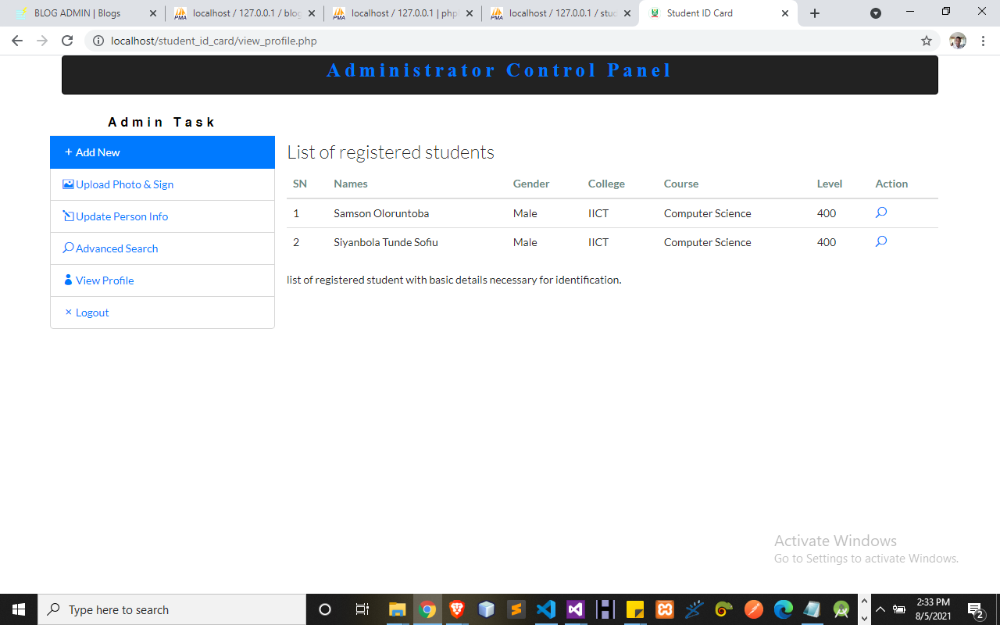 BLOG ADMIN | Blogs
localhost / 127.0.0.1 / blog
localhost / 127.0.0.1 | php
localhost / 127.0.0.1 / stu
Student ID Card
localhost/student_id_card/view_profile.php
Administrator Control Panel
Admin Task
Add New
Upload Photo & Sign
Update Person Info
Advanced Search
View Profile
Logout
List of registered students
SN Names Gender College Course Level Action
1 Samson Oloruntoba Male IICT Computer Science 400
2 Siyanbola Tunde Sofiu Male IICT Computer Science 400
list of registered student with basic details necessary for identification.
Activate Windows
Go to Settings to activate Windows.
Type here to search
2:33 PM
8/5/2021
2